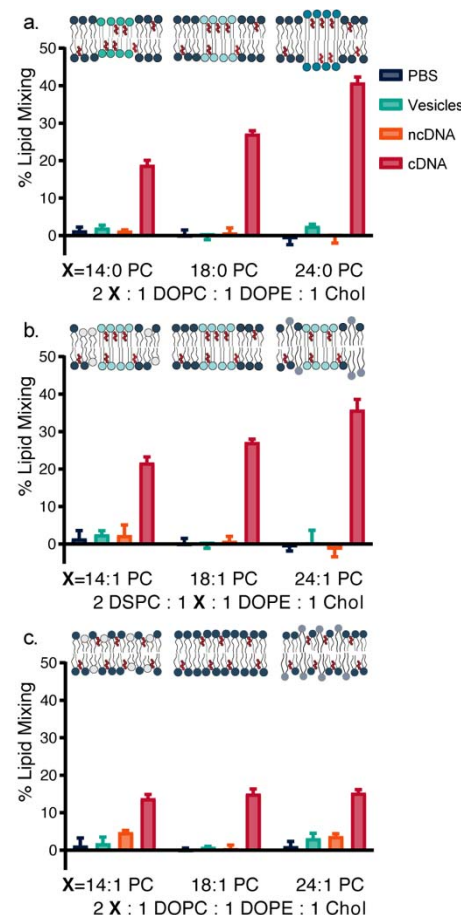 a.
50
40
30
20
10
0
% Lipid Mixing
PBS
Vesicles
ncDNA
cDNA
X=14:0 PC 18:0 PC 24:0 PC
2 X : 1 DOPC : 1 DOPE : 1 Chol
b.
50
40
30
20
10
0
% Lipid Mixing
X=14:1 PC 18:1 PC 24:1 PC
2 DSPC : 1 X : 1 DOPE : 1 Chol
c.
50
40
30
20
10
0
% Lipid Mixing
X=14:1 PC 18:1 PC 24:1 PC
2 X : 1 DOPC : 1 DOPE : 1 Chol